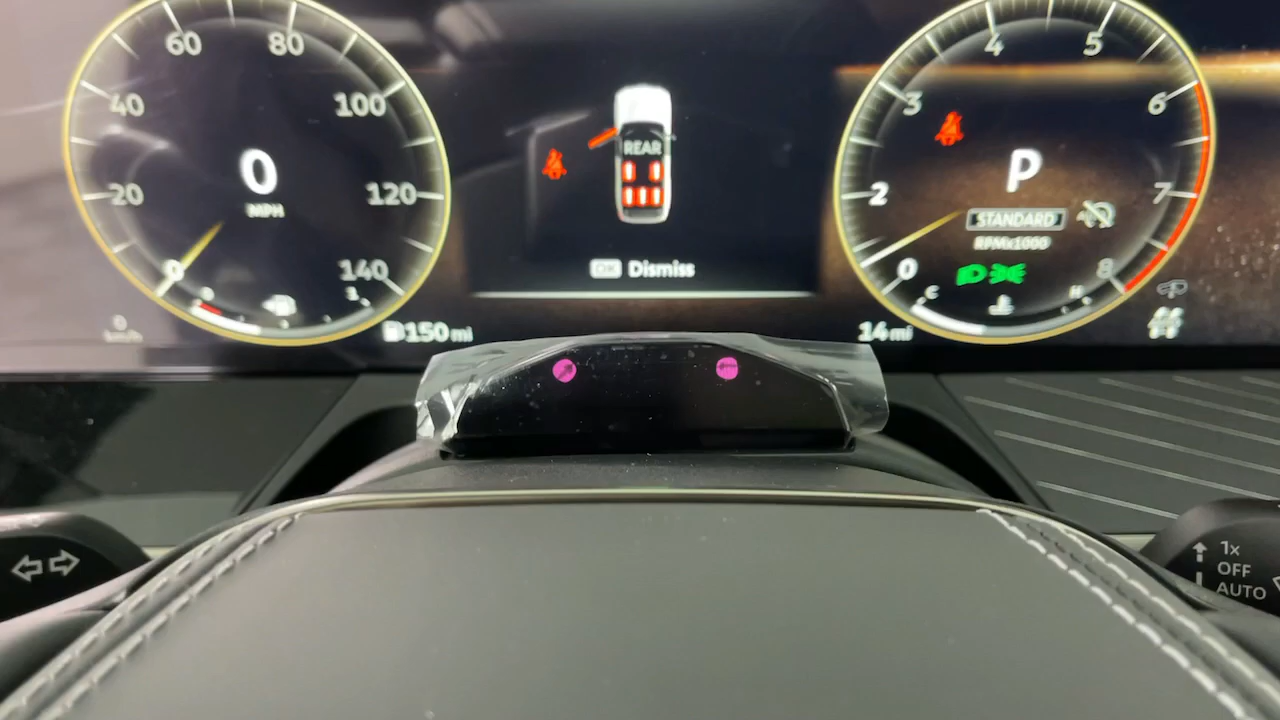 60 80
40 100
0
MPH
20 120
0 140
150 mi
REAR
OK Dismiss
4 5
3 6
P
2 7
STANDARD
RPMx1000
0 8
C H
14 mi
1x
OFF
AUTO